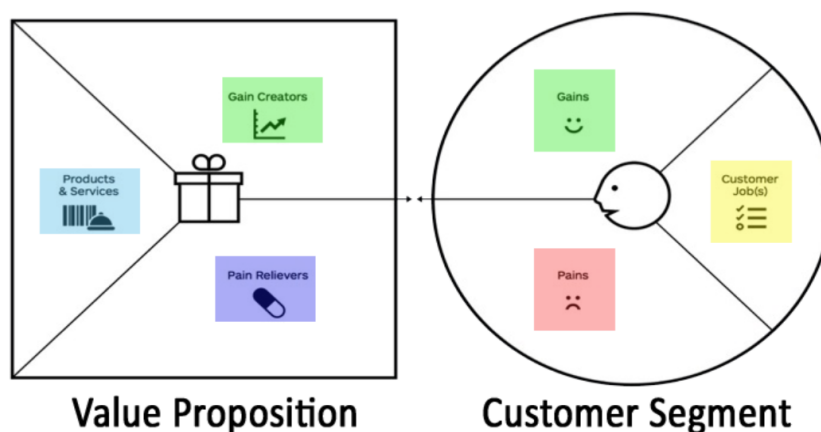 Gain Creators
Products
& Services
Pain Relievers
Gains
Customer
Job(s)
Pains
Value Proposition
Customer Segment